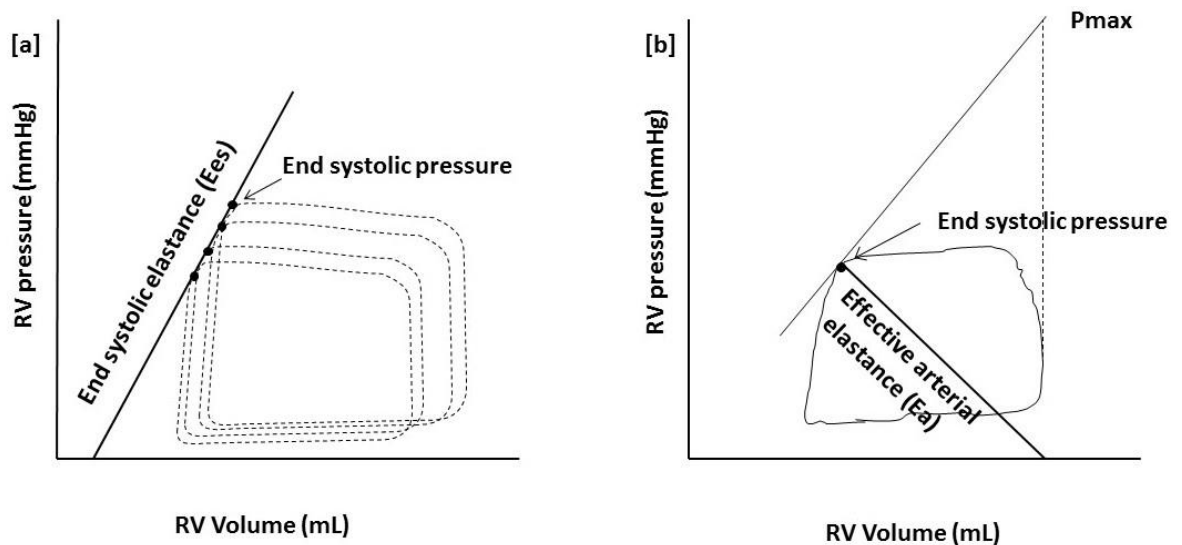 [a]
RV pressure (mmHg)
End systolic elastance (Ees)
End systolic pressure
RV Volume (mL)
[b]
Pmax
RV pressure (mmHg)
End systolic pressure
Effective arterial
elastance (Ea)
RV Volume (mL)